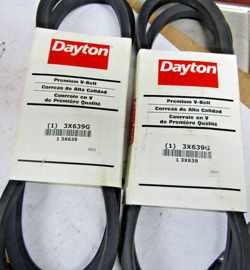 Dayton
Premium V-Belt
Correas de Alta Calidad
Courroie en V
de Première Qualité
(1) 3X639G
1 3X639
Dayton
Premium V-Belt
Correas de Alta Calidad
Courroie en V
de Première Qualité
(1) 3X639G
1 3X639